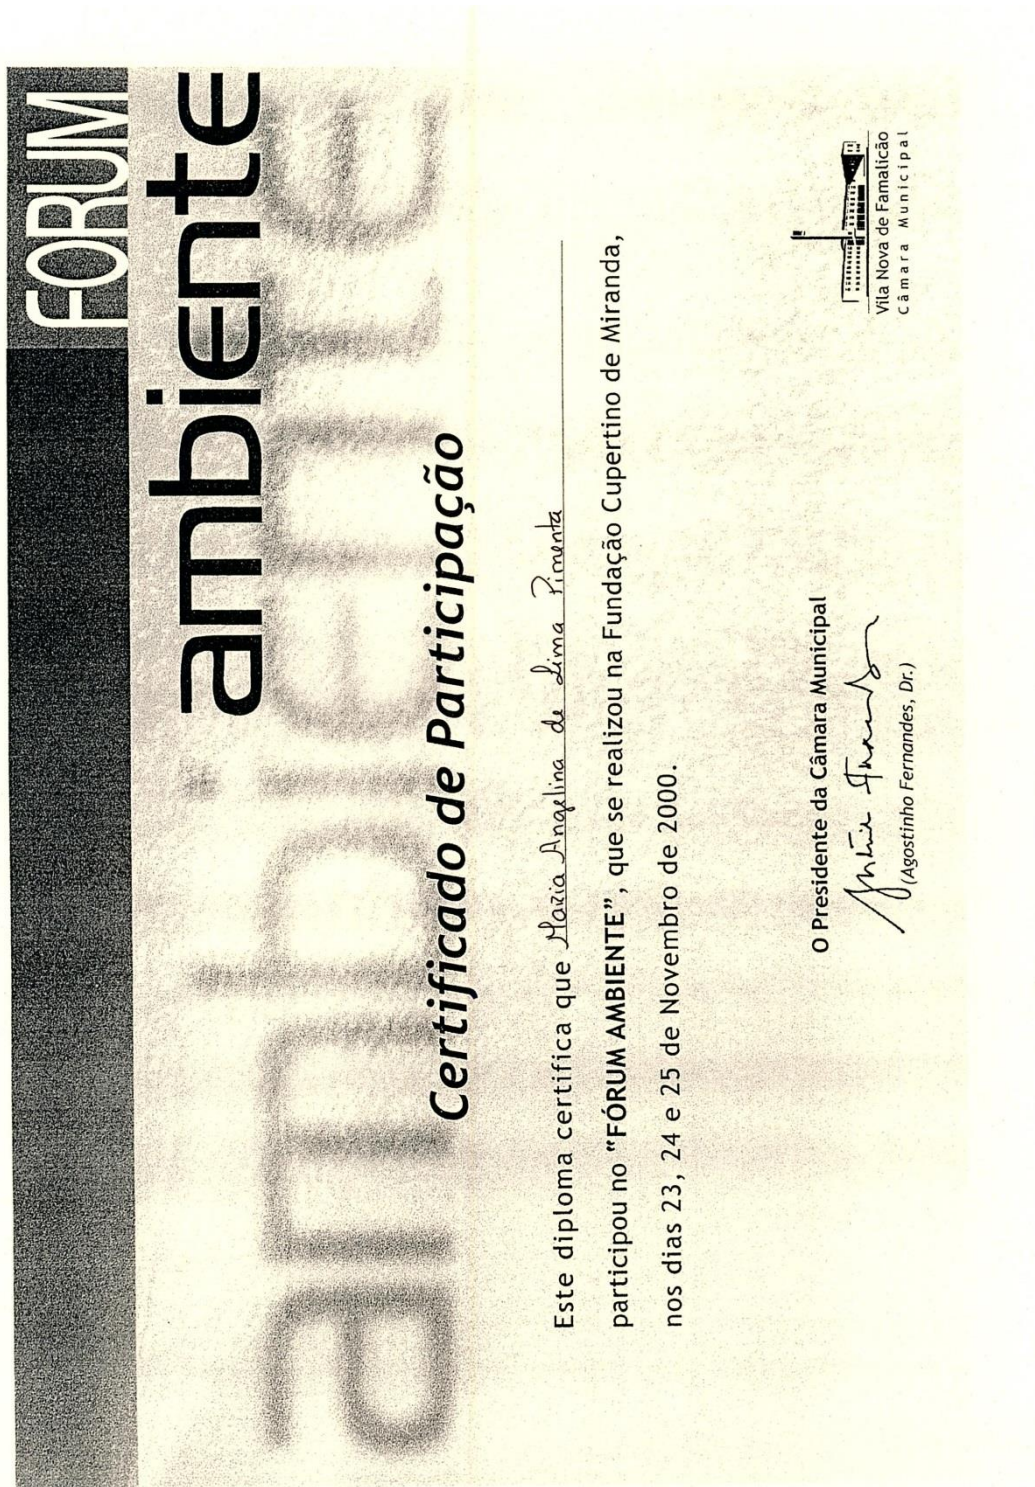 FORUM
ambiente
ambiente
Certificado de Participação
Este diploma certifica que Maria Angelina de Lima Pimenta
participou no "FÓRUM AMBIENTE", que se realizou na Fundação Cupertino de Miranda,
nos dias 23, 24 e 25 de Novembro de 2000.
O Presidente da Câmara Municipal
(Agostinho Fernandes, Dr.)
Vila Nova de Famalicão
Câmara Municipal